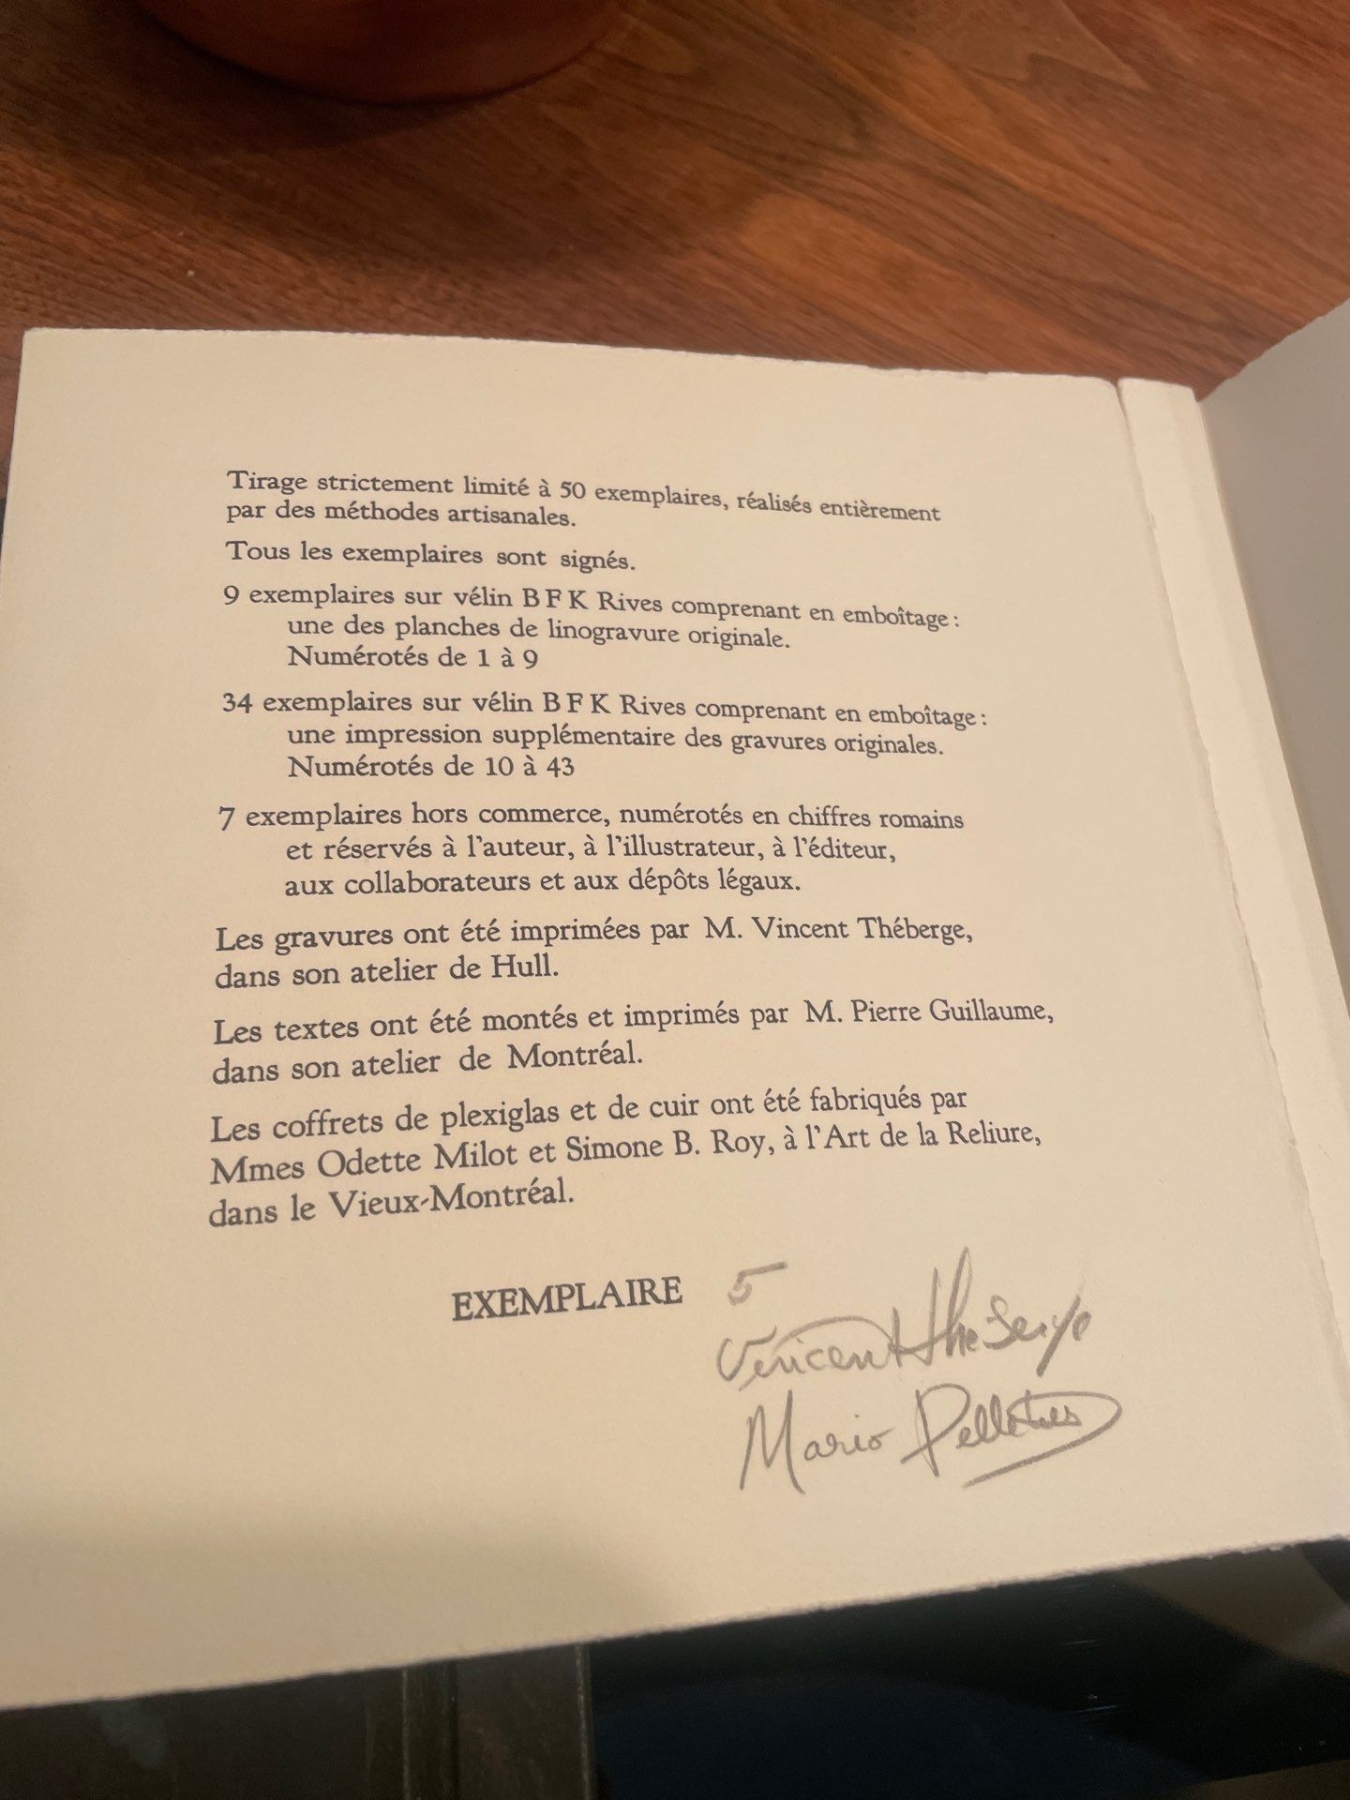 Tirage strictement limité à 50 exemplaires, réalisés entièrement
par des méthodes artisanales.
Tous les exemplaires sont signés.
9 exemplaires sur vélin B F K Rives comprenant en emboîtage :
une des planches de linogravure originale.
Numérotés de 1 à 9
34 exemplaires sur vélin B F K Rives comprenant en emboîtage :
une impression supplémentaire des gravures originales.
Numérotés de 10 à 43
7 exemplaires hors commerce, numérotés en chiffres romains
et réservés à l'auteur, à l'illustrateur, à l'éditeur,
aux collaborateurs et aux dépôts légaux.
Les gravures ont été imprimées par M. Vincent Théberge,
dans son atelier de Hull.
Les textes ont été montés et imprimés par M. Pierre Guillaume,
dans son atelier de Montréal.
Les coffrets de plexiglas et de cuir ont été fabriqués par
Mmes Odette Milot et Simone B. Roy, à l'Art de la Reliure,
dans le Vieux-Montréal.
EXEMPLAIRE 5
Vincent Théberge
Mario Pelletier